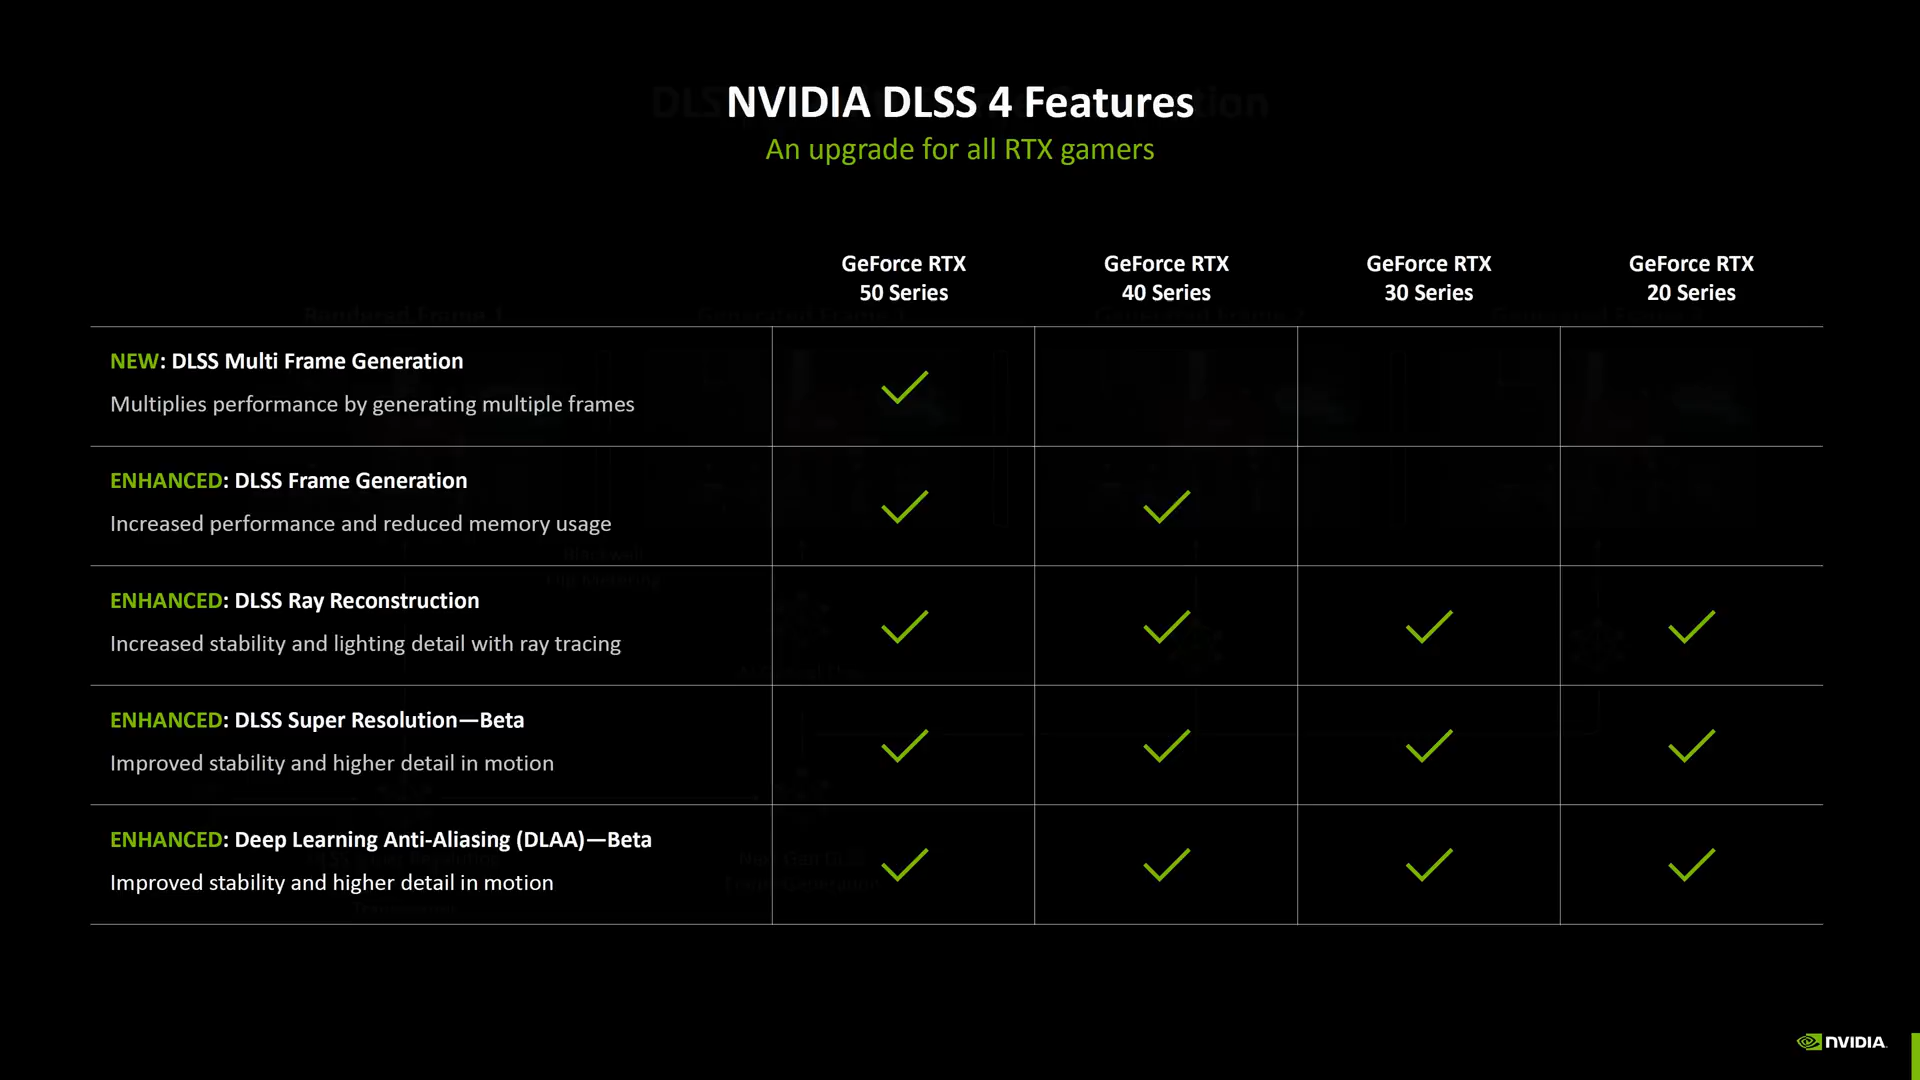 NVIDIA DLSS 4 Features
An upgrade for all RTX gamers
GeForce RTX
50 Series
GeForce RTX
40 Series
GeForce RTX
30 Series
GeForce RTX
20 Series
NEW: DLSS Multi Frame Generation
Multiplies performance by generating multiple frames
ENHANCED: DLSS Frame Generation
Increased performance and reduced memory usage
ENHANCED: DLSS Ray Reconstruction
Increased stability and lighting detail with ray tracing
ENHANCED: DLSS Super Resolution—Beta
Improved stability and higher detail in motion
ENHANCED: Deep Learning Anti-Aliasing (DLAA)—Beta
Improved stability and higher detail in motion
NVIDIA